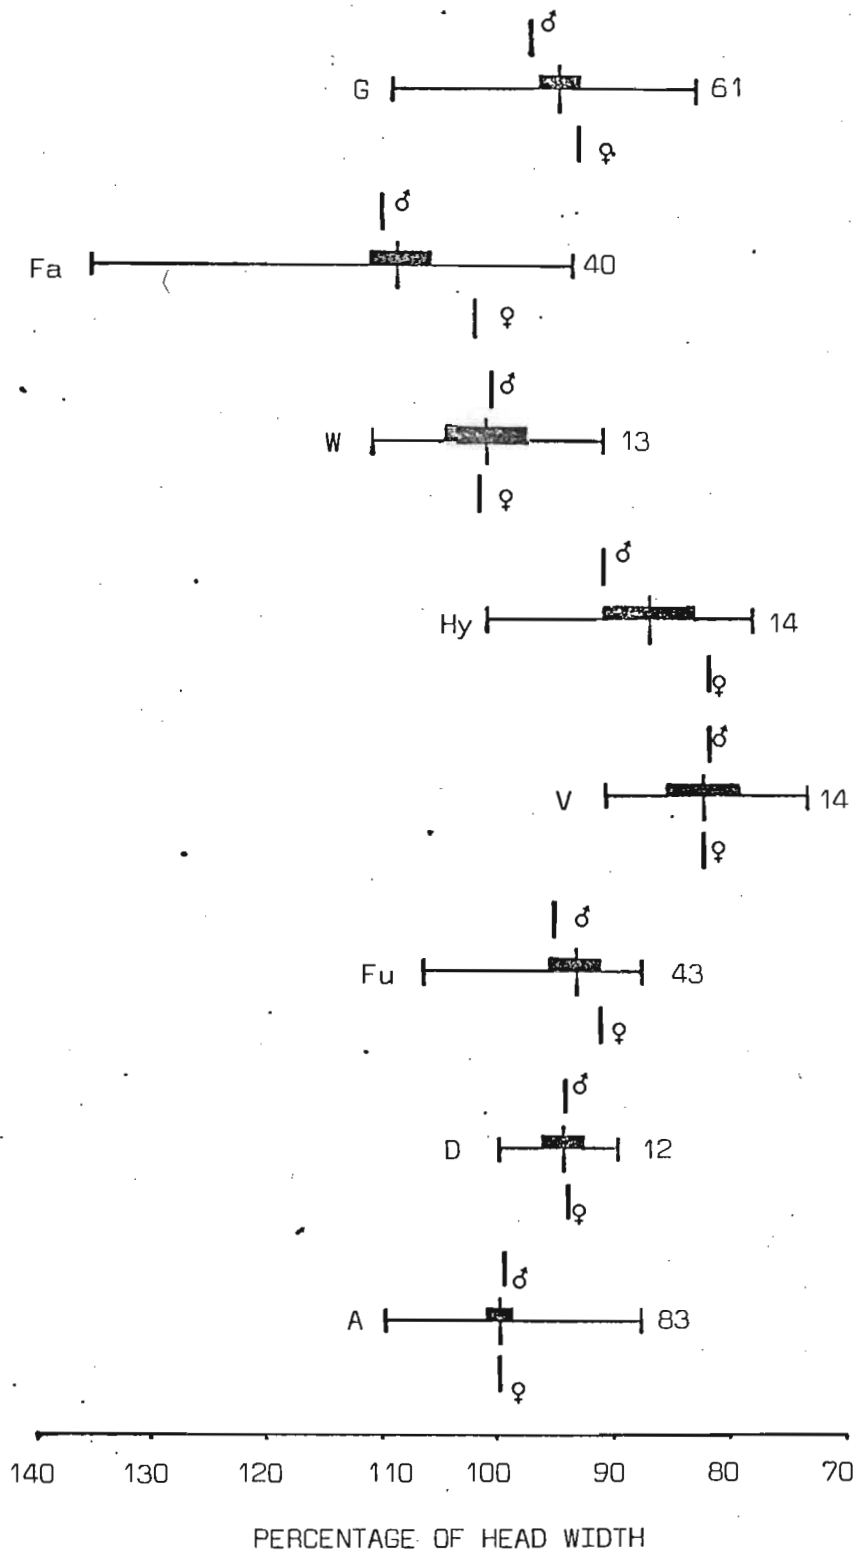 ♂
G 61
♀
♂
Fa 40
♀
♂
W 13
♀
♂
Hy 14
♀
♂
V 14
♀
♂
Fu 43
♀
♂
D 12
♀
♂
A 83
♀
140 130 120 110 100 90 80 70
PERCENTAGE OF HEAD WIDTH